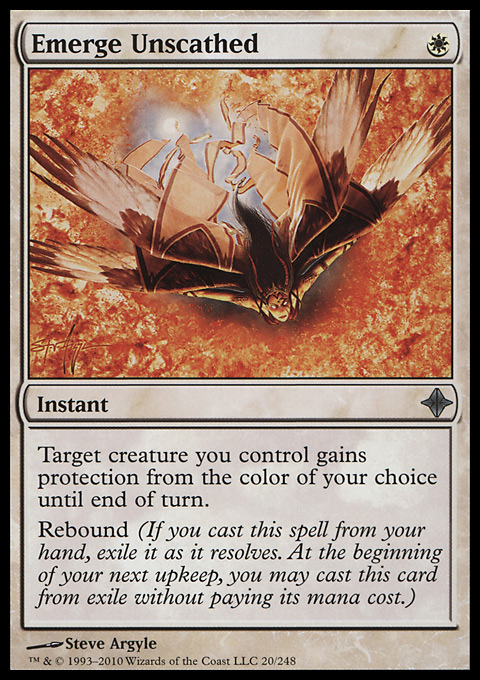 Emerge Unscathed
Instant
Target creature you control gains
protection from the color of your choice
until end of turn.
Rebound (If you cast this spell from your
hand, exile it as it resolves. At the beginning
of your next upkeep, you may cast this card
from exile without paying its mana cost.)
Steve Argyle
™ & © 1993–2010 Wizards of the Coast LLC 20/248